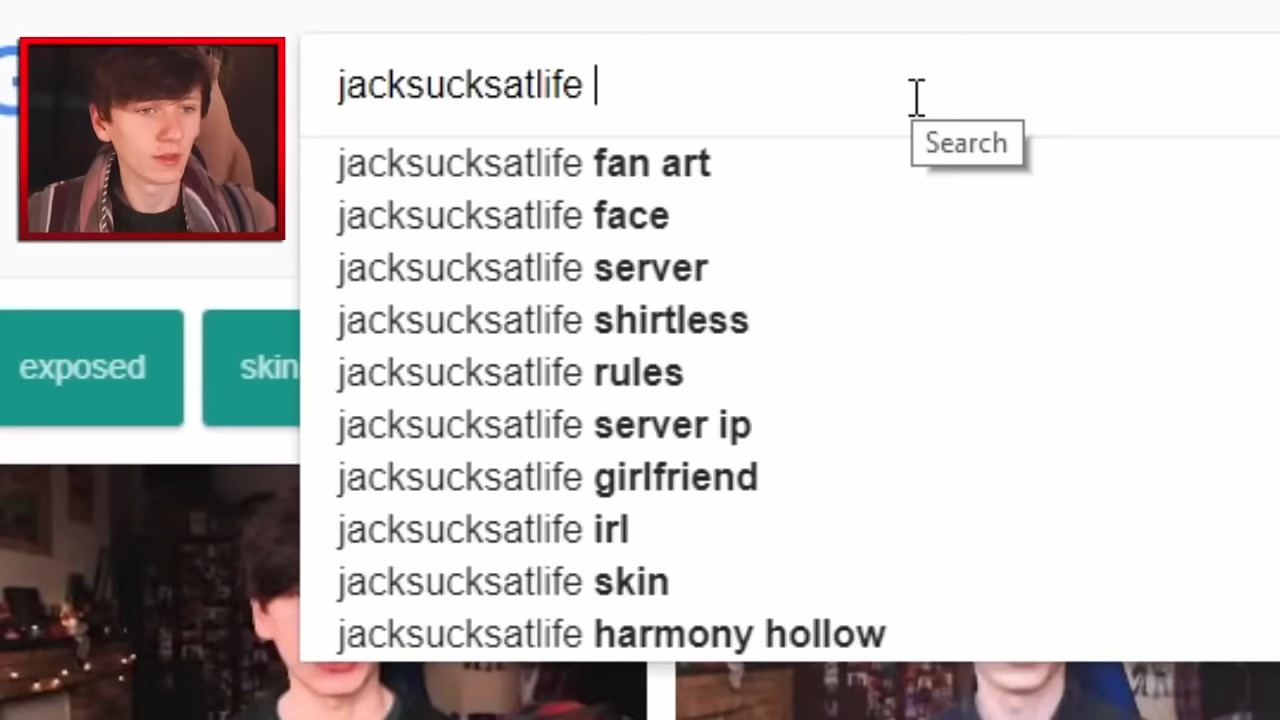 jacksucksatlife
Search
jacksucksatlife fan art
jacksucksatlife face
jacksucksatlife server
jacksucksatlife shirtless
jacksucksatlife rules
jacksucksatlife server ip
jacksucksatlife girlfriend
jacksucksatlife irl
jacksucksatlife skin
jacksucksatlife harmony hollow
exposed
skin